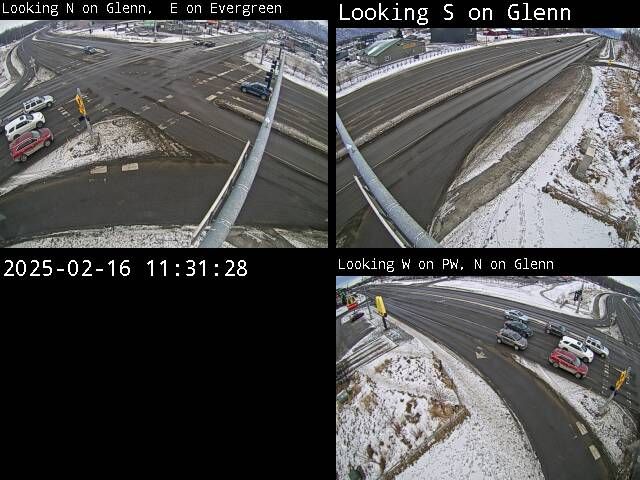 Looking N on Glenn,  E on Evergreen
Looking S on Glenn
2025-02-16 11:31:28
Looking W on PW, N on Glenn